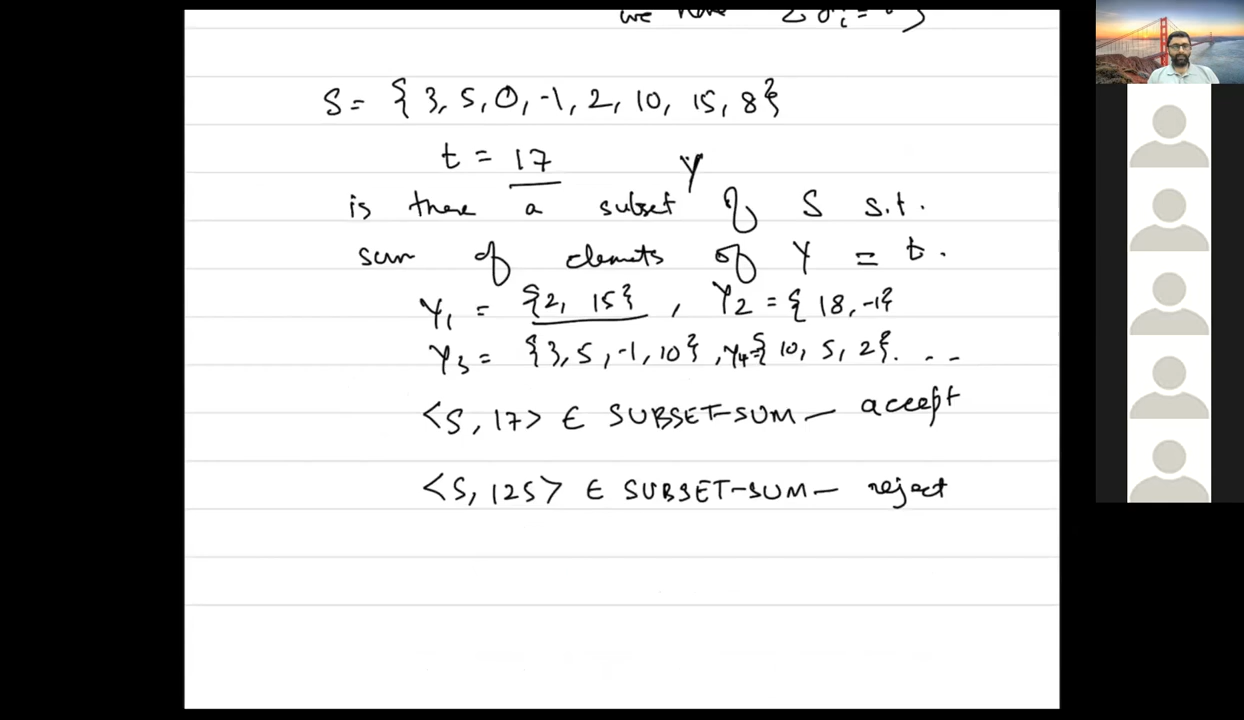 we have Σ
S = { 3, 5, 0, -1, 2, 10, 15, 8 }
t = 17
Y
is there a subset of S s.t.
sum of elements of Y = t.
Y1 = {2, 15} , Y2 = { 18, -1}
Y3 = {3, 5, -1, 10} , Y4={ 10, 5, 2}. . --
<S, 17> ∈ SUBSET-SUM — accept
<S, 125> ∈ SUBSET-SUM — reject